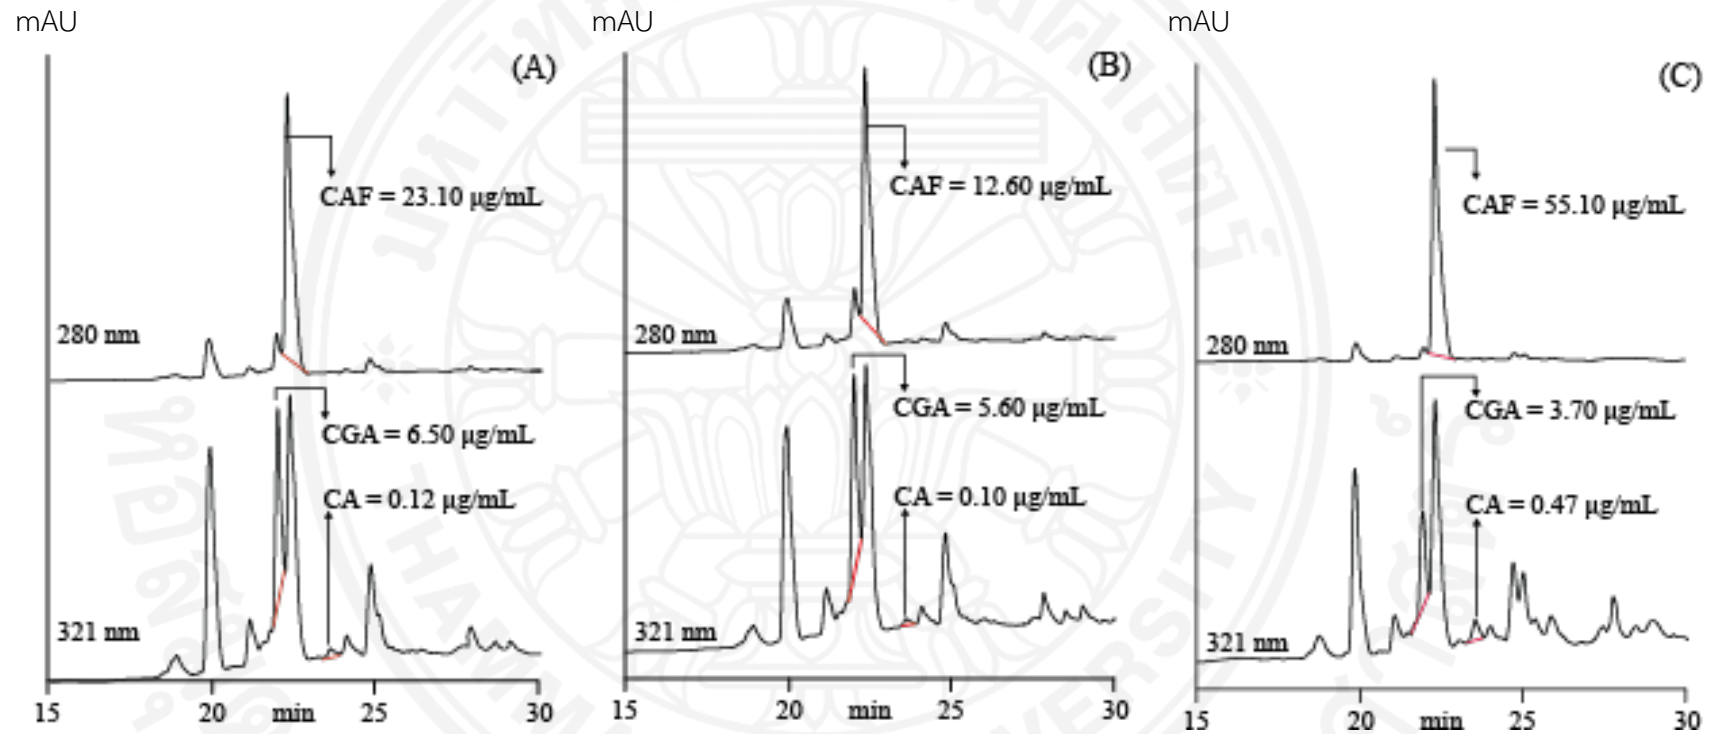 mAU
(A)
CAF = 23.10 µg/mL
280 nm
CGA = 6.50 µg/mL
CA = 0.12 µg/mL
321 nm
15 20 min 25 30
mAU
(B)
CAF = 12.60 µg/mL
280 nm
CGA = 5.60 µg/mL
CA = 0.10 µg/mL
321 nm
15 20 min 25 30
mAU
(C)
CAF = 55.10 µg/mL
280 nm
CGA = 3.70 µg/mL
CA = 0.47 µg/mL
321 nm
15 20 min 25 30